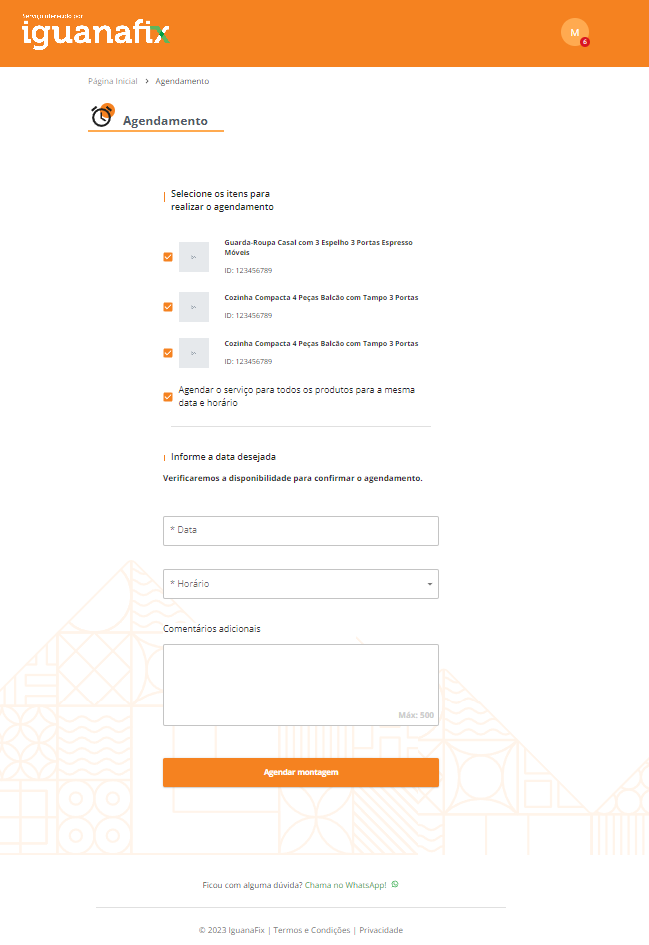 Serviço oferecido por
iguanafix
M
6
Página Inicial > Agendamento
Agendamento
Selecione os itens para
realizar o agendamento
Guarda-Roupa Casal com 3 Espelho 3 Portas Espresso
Móveis
ID: 123456789
Cozinha Compacta 4 Peças Balcão com Tampo 3 Portas
ID: 123456789
Cozinha Compacta 4 Peças Balcão com Tampo 3 Portas
ID: 123456789
Agendar o serviço para todos os produtos para a mesma
data e horário
Informe a data desejada
Verificaremos a disponibilidade para confirmar o agendamento.
* Data
* Horário
Comentários adicionais
Máx: 500
Agendar montagem
Ficou com alguma dúvida? Chama no WhatsApp!
© 2023 IguanaFix | Termos e Condições | Privacidade